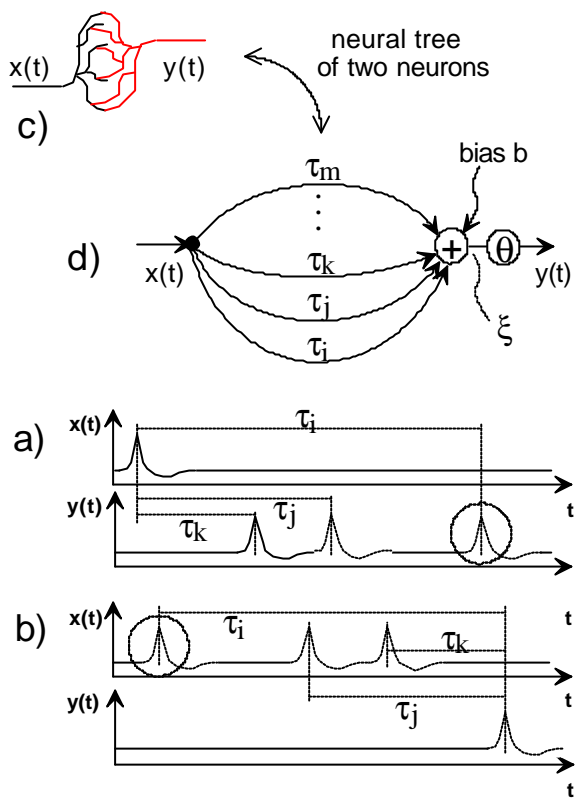 neural tree
of two neurons
x(t)
y(t)
c)
bias b
τm
d)
x(t)
τk
τj
τi
+
θ
y(t)
ξ
a)
x(t)
τi
t
y(t)
τj
τk
t
b)
x(t)
τi
τk
t
y(t)
τj
t